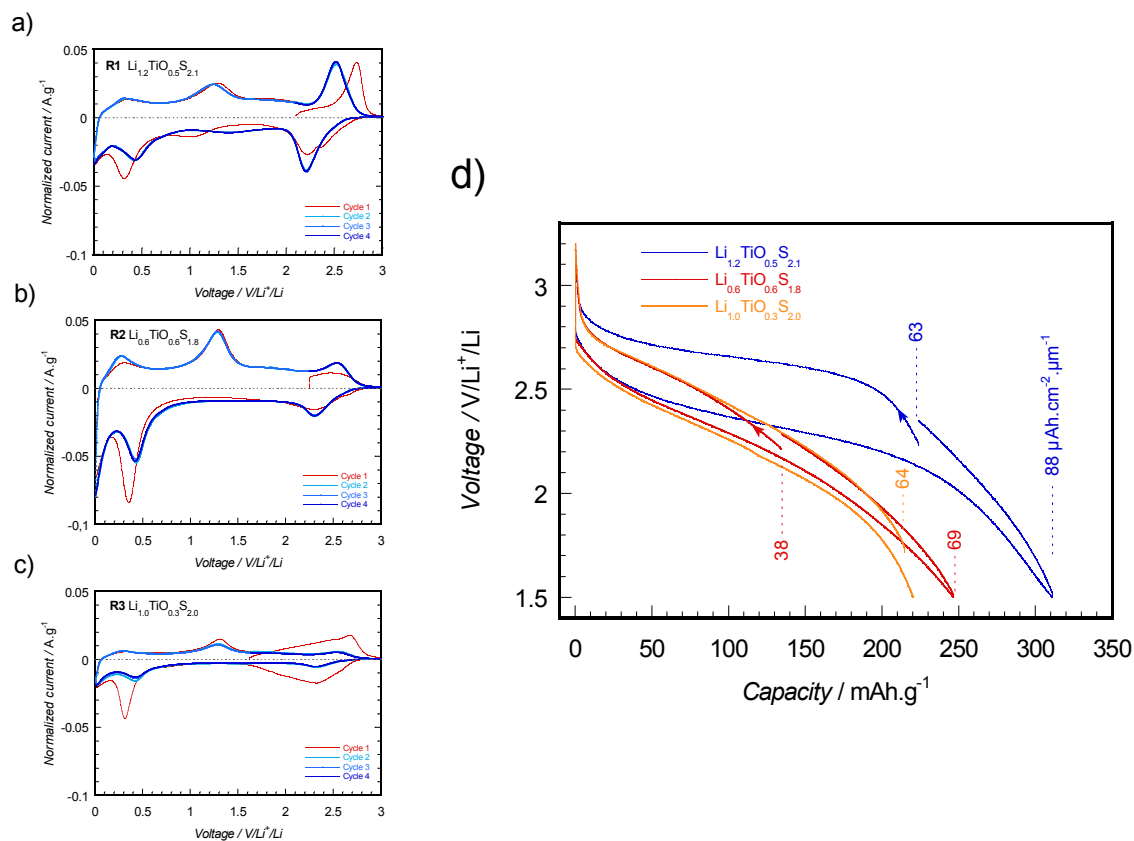 a)
0.05
0
-0.05
-0.1
Normalized current / A.g⁻¹
R1 Li₁.₂TiO₀.₅S₂.₁
Cycle 1
Cycle 2
Cycle 3
Cycle 4
0 0.5 1 1.5 2 2.5 3
Voltage / V/Li⁺/Li
b)
0.05
0
-0.05
-0,1
Normalized current / A.g⁻¹
R2 Li₀.₆TiO₀.₆S₁.₈
Cycle 1
Cycle 2
Cycle 3
Cycle 4
0 0.5 1 1.5 2 2.5 3
Voltage / V/Li⁺/Li
c)
0.05
0
-0.05
-0.1
Normalized current / A.g⁻¹
R3 Li₁.₀TiO₀.₃S₂.₀
Cycle 1
Cycle 2
Cycle 3
Cycle 4
0 0.5 1 1.5 2 2.5 3
Voltage / V/Li⁺/Li
d)
3
2.5
2
1.5
Voltage / V/Li⁺/Li
Li₁.₂TiO₀.₅S₂.₁
Li₀.₆TiO₀.₆S₁.₈
Li₁.₀TiO₀.₃S₂.₀
63
88 µAh.cm⁻².µm⁻¹
64
38
69
0 50 100 150 200 250 300 350
Capacity / mAh.g⁻¹